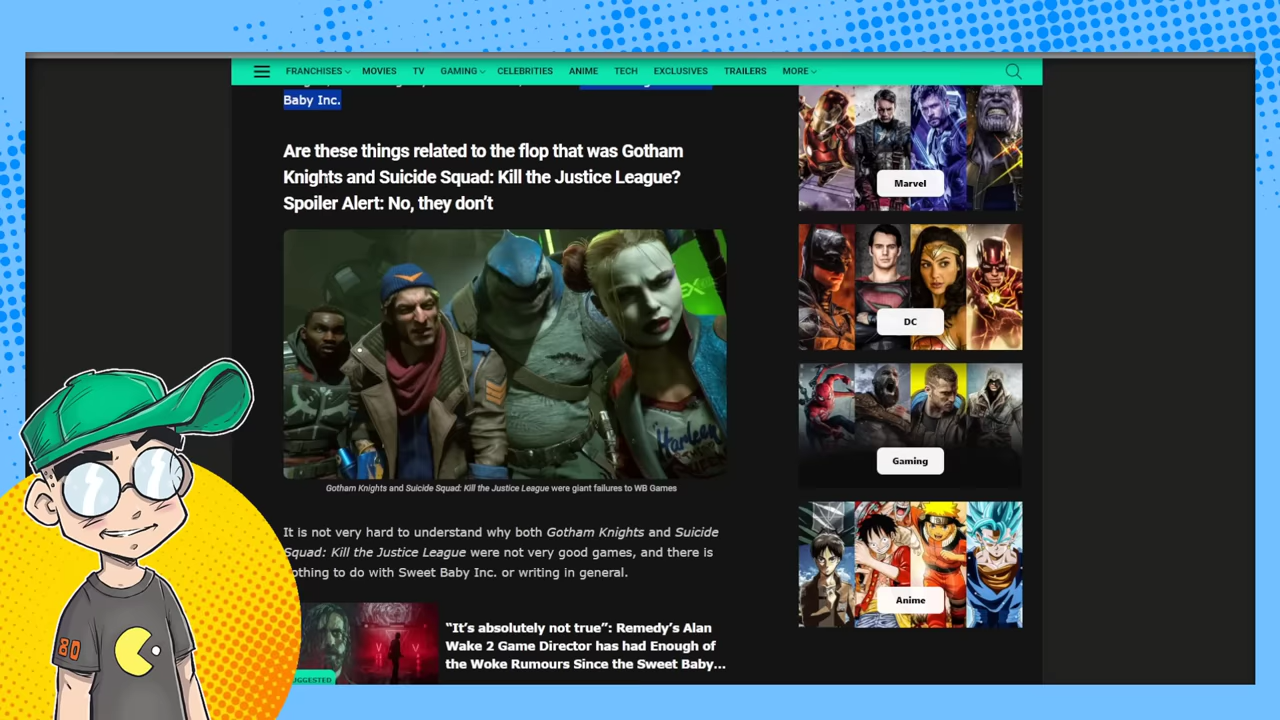 FRANCHISES MOVIES TV GAMING CELEBRITIES ANIME TECH EXCLUSIVES TRAILERS MORE
Baby Inc.
Are these things related to the flop that was Gotham
Knights and Suicide Squad: Kill the Justice League?
Spoiler Alert: No, they don't
Harleen
Gotham Knights and Suicide Squad: Kill the Justice League were giant failures to WB Games
It is not very hard to understand why both Gotham Knights and Suicide
Squad: Kill the Justice League were not very good games, and there is
nothing to do with Sweet Baby Inc. or writing in general.
"It's absolutely not true": Remedy's Alan
Wake 2 Game Director has had Enough of
the Woke Rumours Since the Sweet Baby...
UGGESTED
Marvel
DC
Gaming
Anime
80